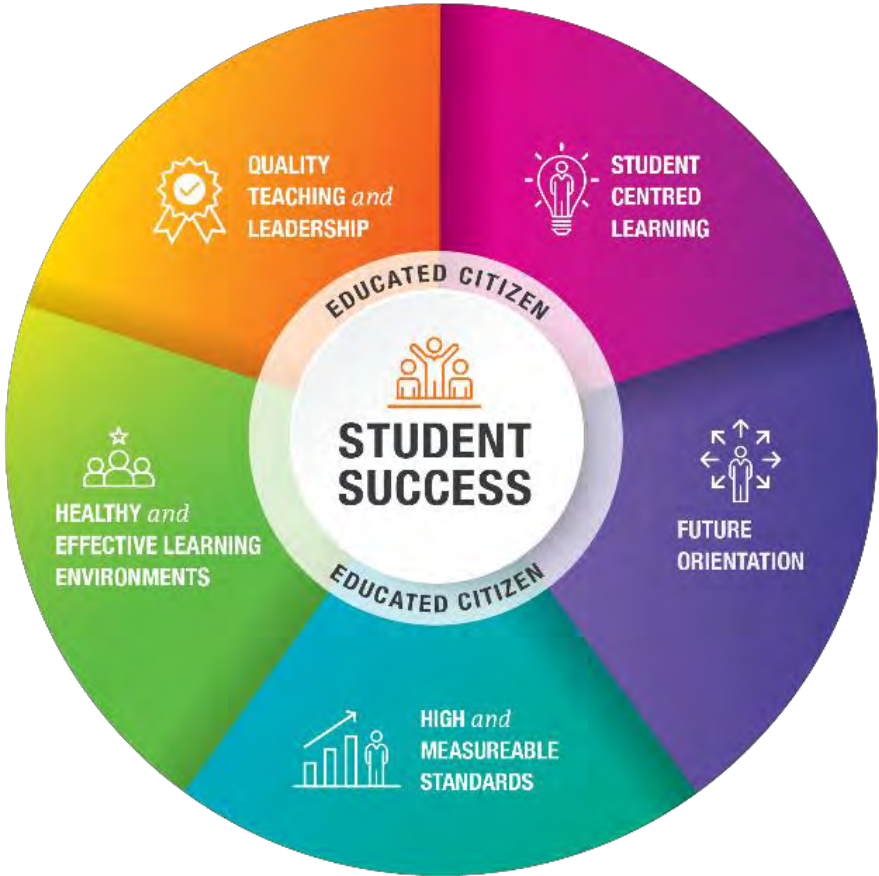 QUALITY
TEACHING and
LEADERSHIP
STUDENT
CENTRED
LEARNING
EDUCATED CITIZEN
STUDENT
SUCCESS
EDUCATED CITIZEN
HEALTHY and
EFFECTIVE LEARNING
ENVIRONMENTS
FUTURE
ORIENTATION
HIGH and
MEASUREABLE
STANDARDS